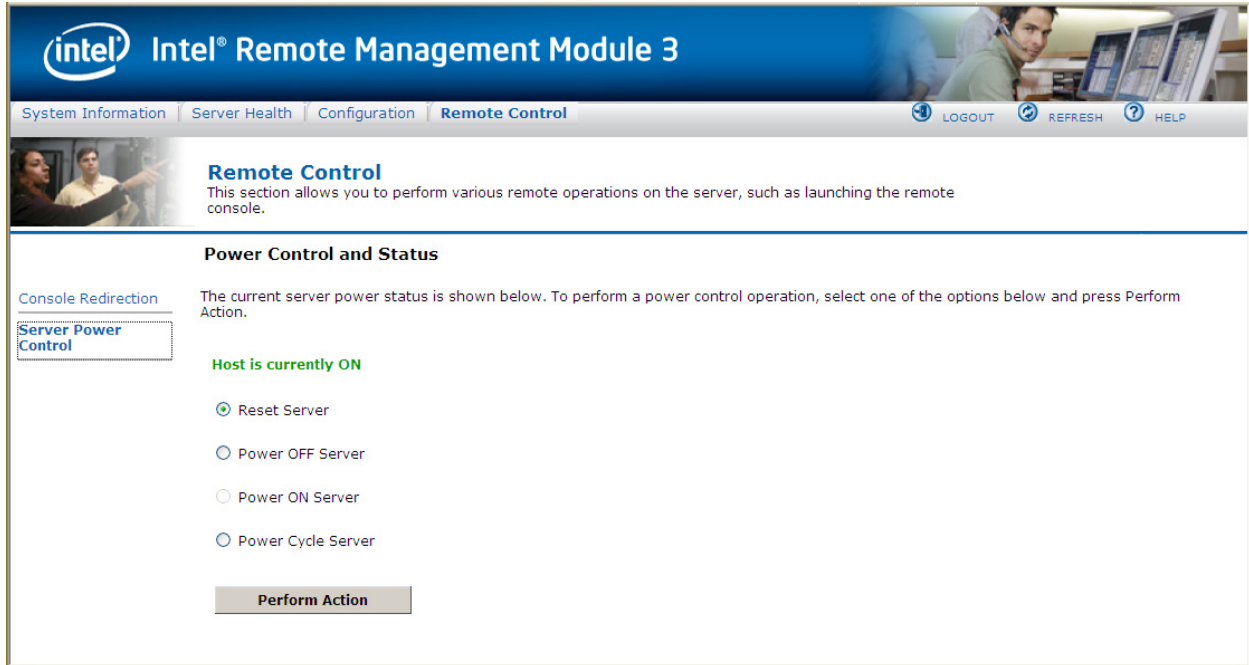 intel® Intel® Remote Management Module 3
System Information Server Health Configuration Remote Control LOGOUT REFRESH HELP
Remote Control
This section allows you to perform various remote operations on the server, such as launching the remote
console.
Power Control and Status
Console Redirection
Server Power
Control
The current server power status is shown below. To perform a power control operation, select one of the options below and press Perform
Action.
Host is currently ON
Reset Server
Power OFF Server
Power ON Server
Power Cycle Server
Perform Action